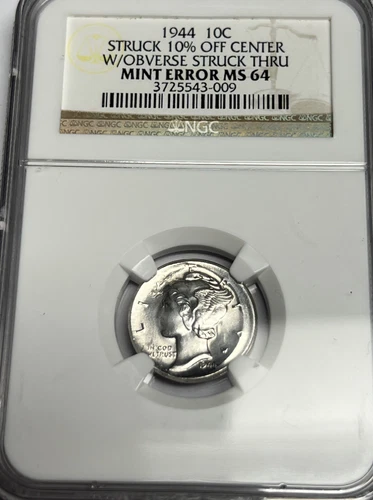 1944 10C
STRUCK 10% OFF CENTER
W/OBVERSE STRUCK THRU
MINT ERROR MS 64
3725543-009
NGC
L I
IN GOD
WE TRUST
1944